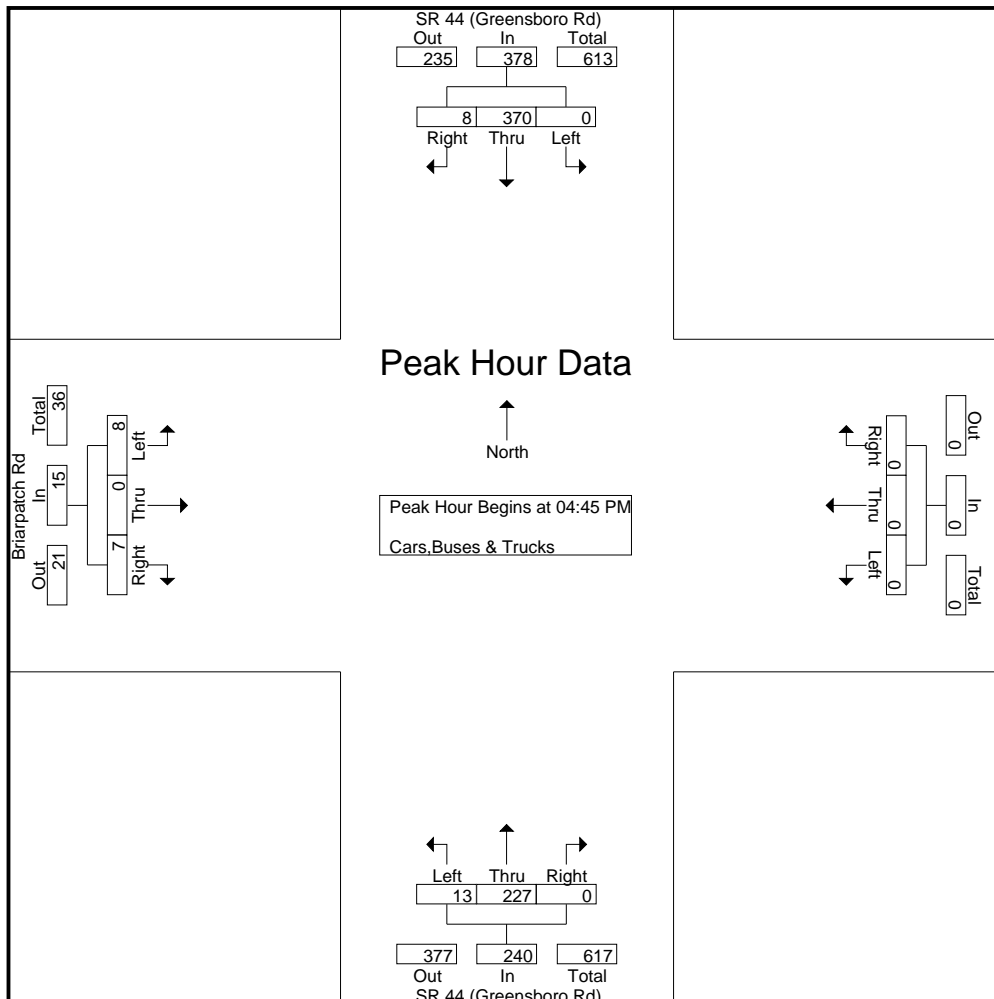 SR 44 (Greensboro Rd)
Out In Total
235 378 613
8 370 0
Right Thru Left
Peak Hour Data
North
Peak Hour Begins at 04:45 PM
Cars,Buses & Trucks
Briarpatch Rd
Out In Total
21 15 36
7 0 8
Right Thru Left
Out In Total
0 0 0
0 0 0
Right Thru Left
Left Thru Right
13 227 0
377 240 617
Out In Total
SR 44 (Greensboro Rd)